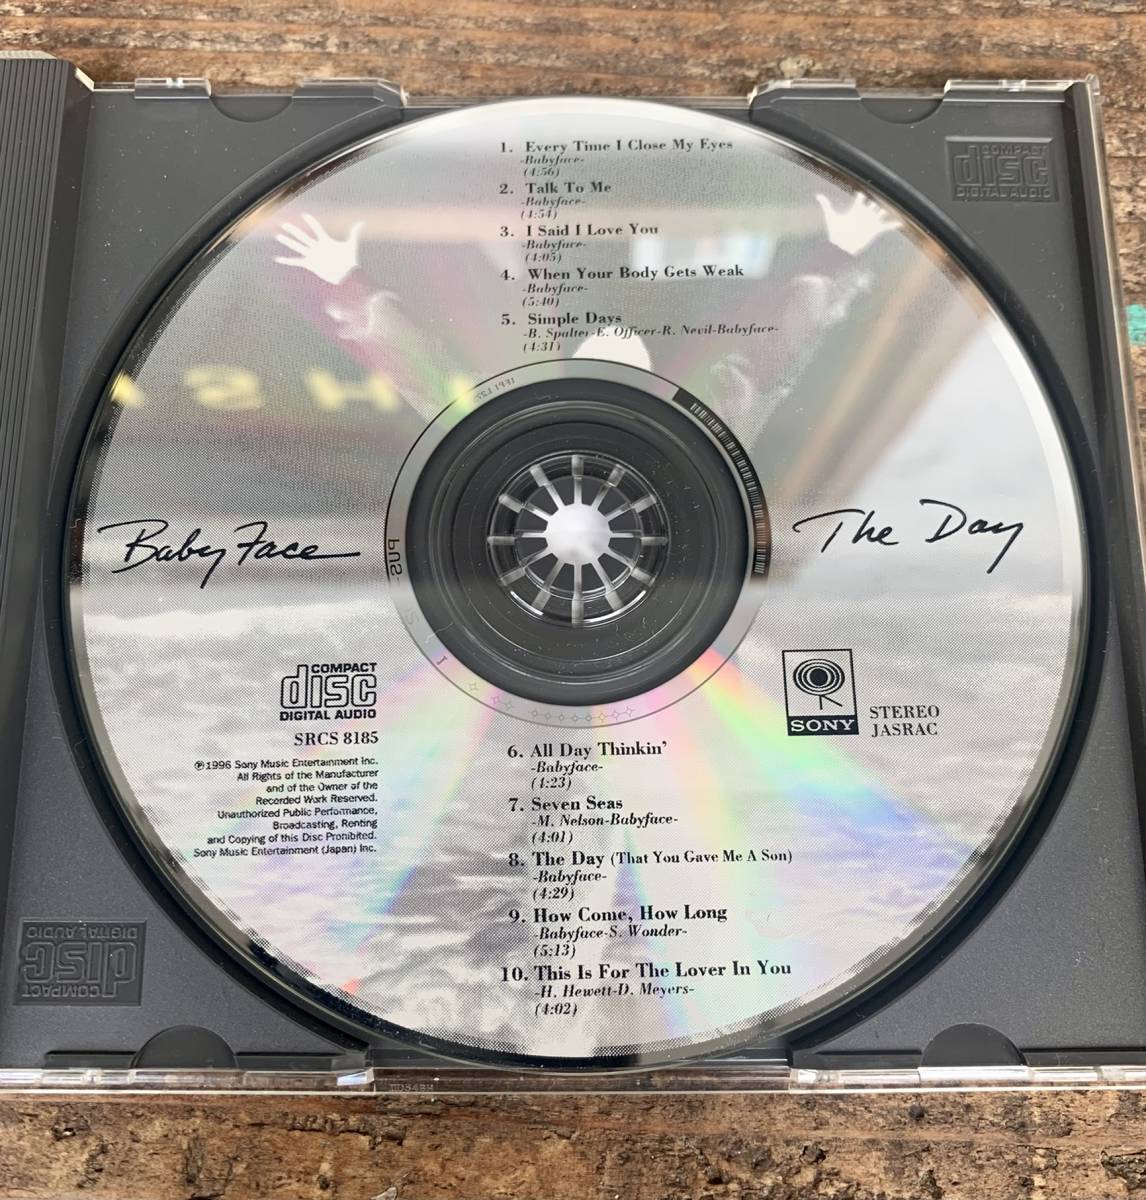 1. Every Time I Close My Eyes
-Babyface-
(4:56)
2. Talk To Me
-Babyface-
(4:54)
3. I Said I Love You
-Babyface-
(4:05)
4. When Your Body Gets Weak
-Babyface-
(5:40)
5. Simple Days
-B. Spalter-E. Officer-R. Nevil-Babyface-
(4:31)
COMPACT
disc
DIGITAL AUDIO
Baby Face
The Day
COMPACT
disc
DIGITAL AUDIO
SRCS 8185
℗1996 Sony Music Entertainment Inc.
All Rights of the Manufacturer
and of the Owner of the
Recorded Work Reserved.
Unauthorized Public Performance,
Broadcasting, Renting
and Copying of this Disc Prohibited.
Sony Music Entertainment (Japan) Inc.
SONY
STEREO
JASRAC
6. All Day Thinkin'
-Babyface-
(4:23)
7. Seven Seas
-M. Nelson-Babyface-
(4:01)
8. The Day (That You Gave Me A Son)
-Babyface-
(4:29)
9. How Come, How Long
-Babyface-S. Wonder-
(5:13)
10. This Is For The Lover In You
-H. Hewett-D. Meyers-
(4:02)
COMPACT
disc
DIGITAL AUDIO